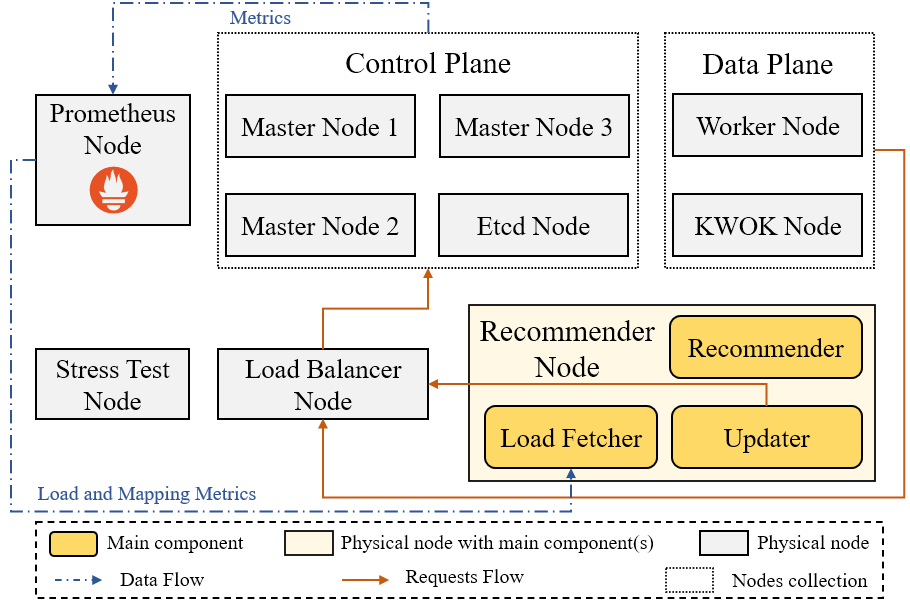 Metrics
Control Plane
Data Plane
Prometheus
Node
Master Node 1
Master Node 3
Worker Node
Master Node 2
Etcd Node
KWOK Node
Recommender
Node
Recommender
Stress Test
Node
Load Balancer
Node
Load Fetcher
Updater
Load and Mapping Metrics
Main component
Physical node with main component(s)
Physical node
Data Flow
Requests Flow
Nodes collection